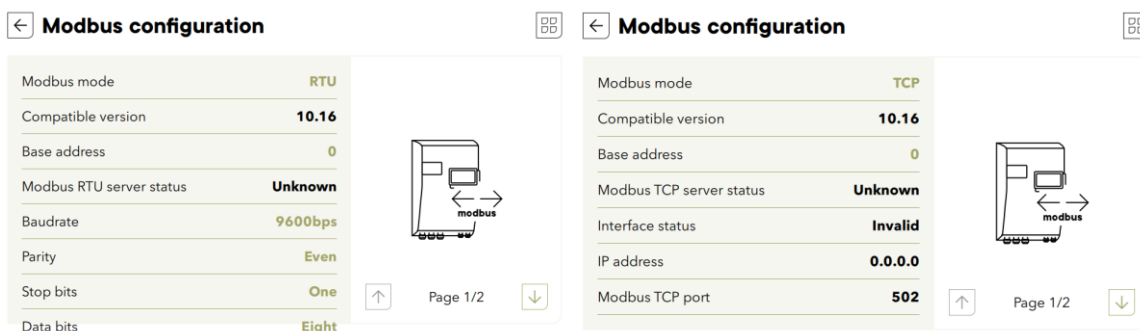 Modbus configuration
Modbus mode RTU
Compatible version 10.16
Base address 0
Modbus RTU server status Unknown
Baudrate 9600bps
Parity Even
Stop bits One
Data bits Eight
modbus
Page 1/2
Modbus configuration
Modbus mode TCP
Compatible version 10.16
Base address 0
Modbus TCP server status Unknown
Interface status Invalid
IP address 0.0.0.0
Modbus TCP port 502
modbus
Page 1/2